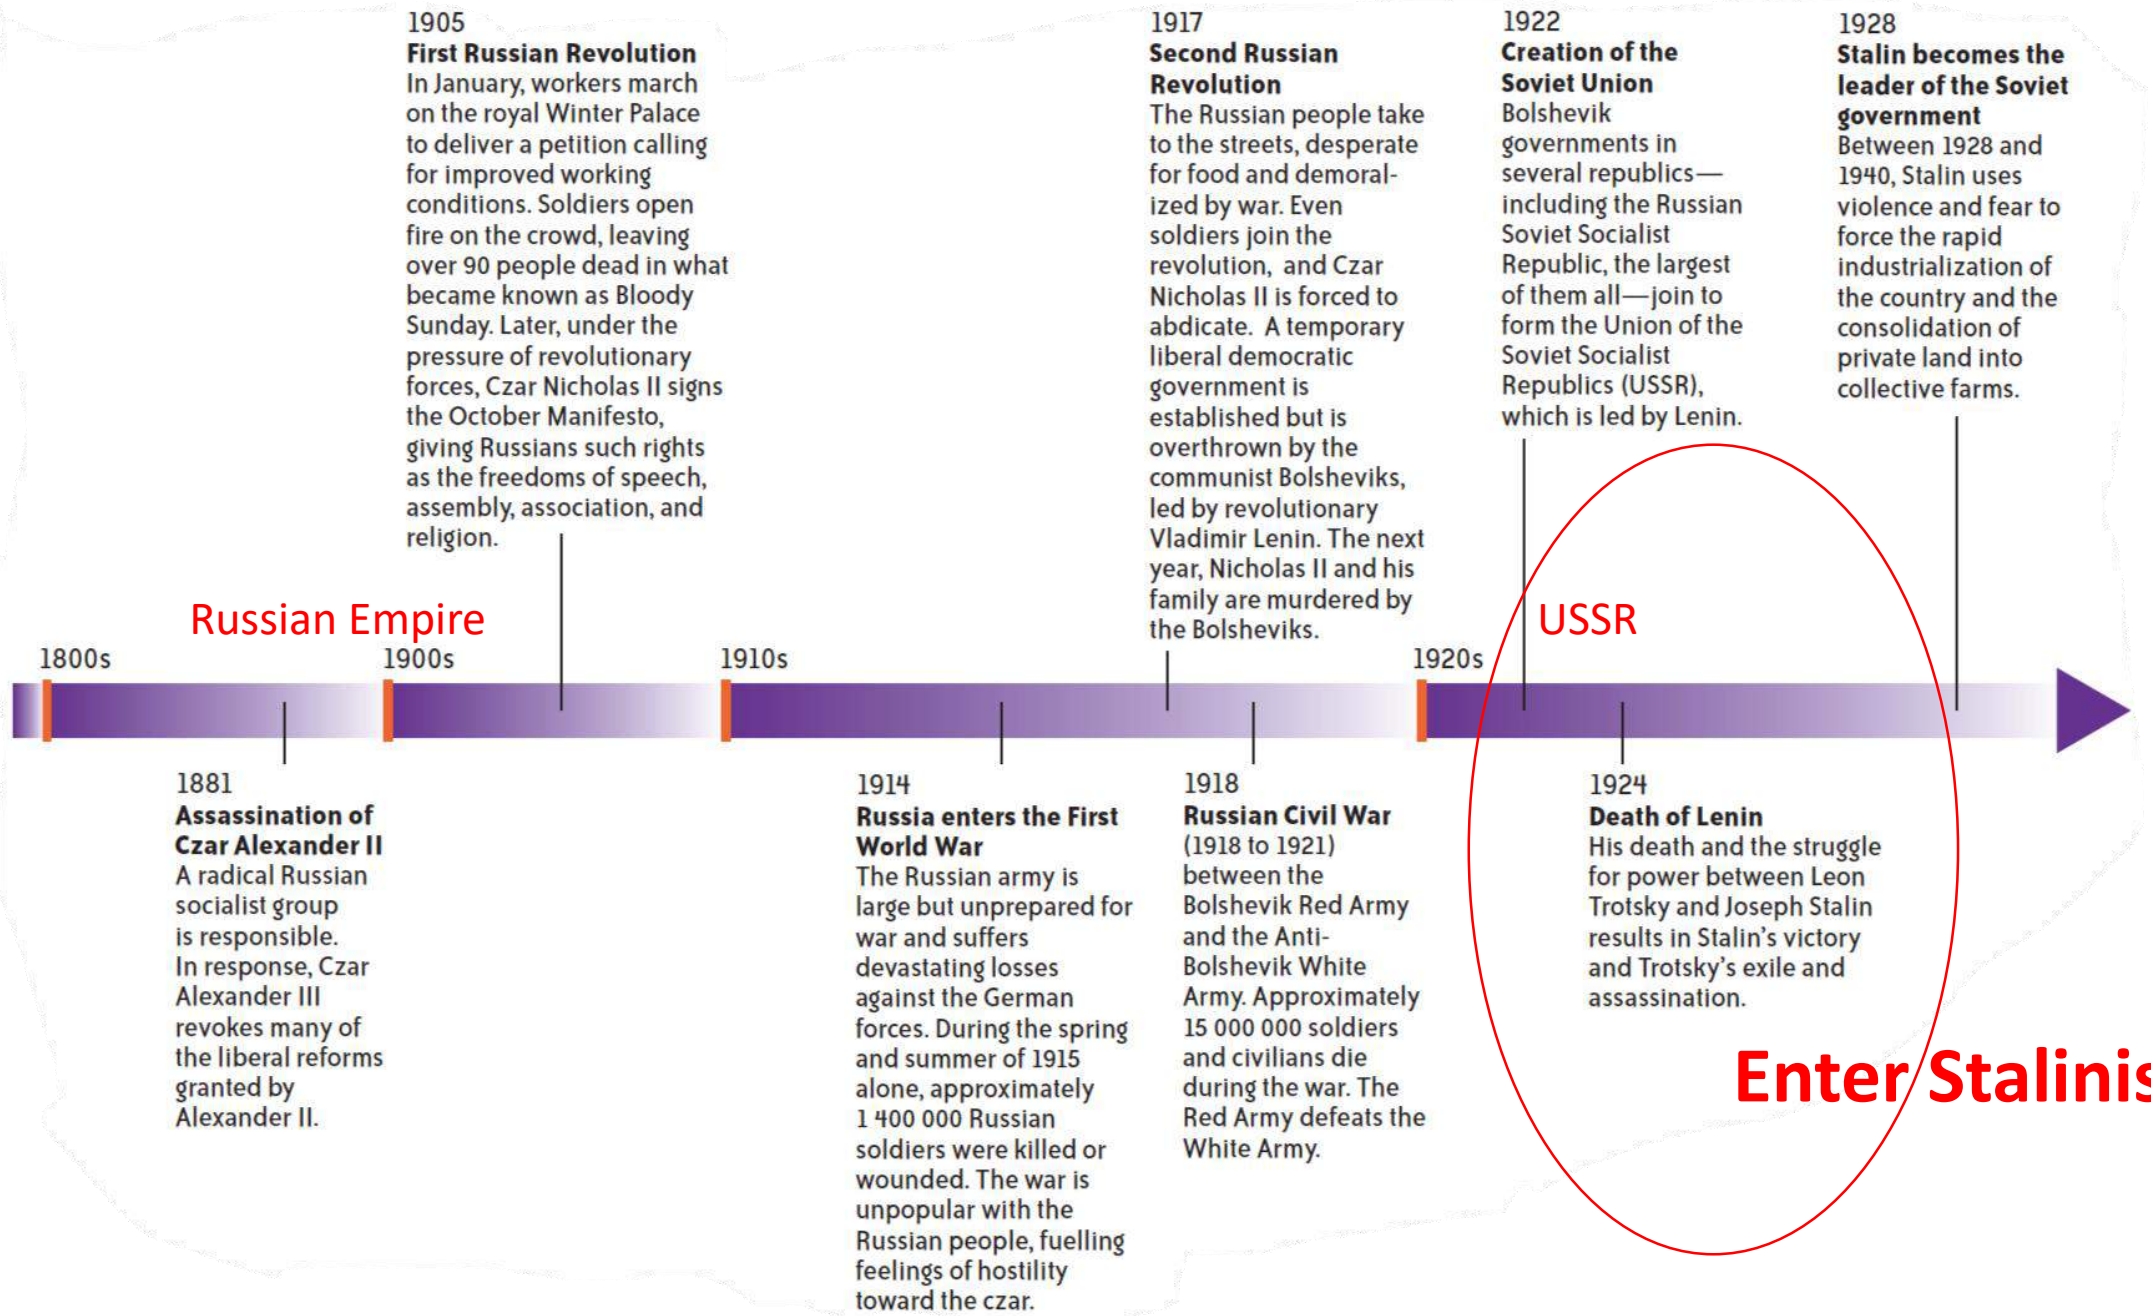 1905
First Russian Revolution
In January, workers march
on the royal Winter Palace
to deliver a petition calling
for improved working
conditions. Soldiers open
fire on the crowd, leaving
over 90 people dead in what
became known as Bloody
Sunday. Later, under the
pressure of revolutionary
forces, Czar Nicholas II signs
the October Manifesto,
giving Russians such rights
as the freedoms of speech,
assembly, association, and
religion.
1917
Second Russian
Revolution
The Russian people take
to the streets, desperate
for food and demoral-
ized by war. Even
soldiers join the
revolution, and Czar
Nicholas II is forced to
abdicate. A temporary
liberal democratic
government is
established but is
overthrown by the
communist Bolsheviks,
led by revolutionary
Vladimir Lenin. The next
year, Nicholas II and his
family are murdered by
the Bolsheviks.
1922
Creation of the
Soviet Union
Bolshevik
governments in
several republics—
including the Russian
Soviet Socialist
Republic, the largest
of them all—join to
form the Union of the
Soviet Socialist
Republics (USSR),
which is led by Lenin.
1928
Stalin becomes the
leader of the Soviet
government
Between 1928 and
1940, Stalin uses
violence and fear to
force the rapid
industrialization of
the country and the
consolidation of
private land into
collective farms.
Russian Empire
USSR
1800s
1900s
1910s
1920s
1881
Assassination of
Czar Alexander II
A radical Russian
socialist group
is responsible.
In response, Czar
Alexander III
revokes many of
the liberal reforms
granted by
Alexander II.
1914
Russia enters the First
World War
The Russian army is
large but unprepared for
war and suffers
devastating losses
against the German
forces. During the spring
and summer of 1915
alone, approximately
1 400 000 Russian
soldiers were killed or
wounded. The war is
unpopular with the
Russian people, fuelling
feelings of hostility
toward the czar.
1918
Russian Civil War
(1918 to 1921)
between the
Bolshevik Red Army
and the Anti-
Bolshevik White
Army. Approximately
15 000 000 soldiers
and civilians die
during the war. The
Red Army defeats the
White Army.
1924
Death of Lenin
His death and the struggle
for power between Leon
Trotsky and Joseph Stalin
results in Stalin's victory
and Trotsky's exile and
assassination.
Enter Stalinis